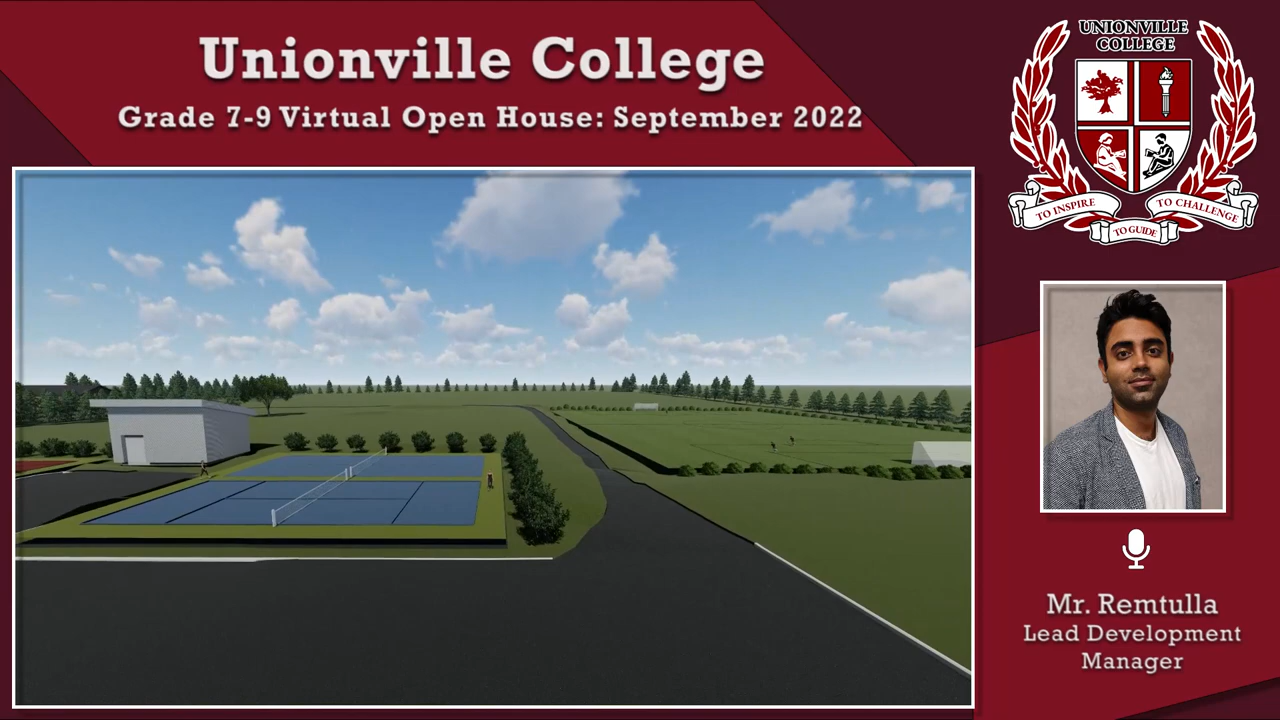 Unionville College
Grade 7-9 Virtual Open House: September 2022
UNIONVILLE
COLLEGE
TO INSPIRE
TO CHALLENGE
TO GUIDE
Mr. Remtulla
Lead Development
Manager